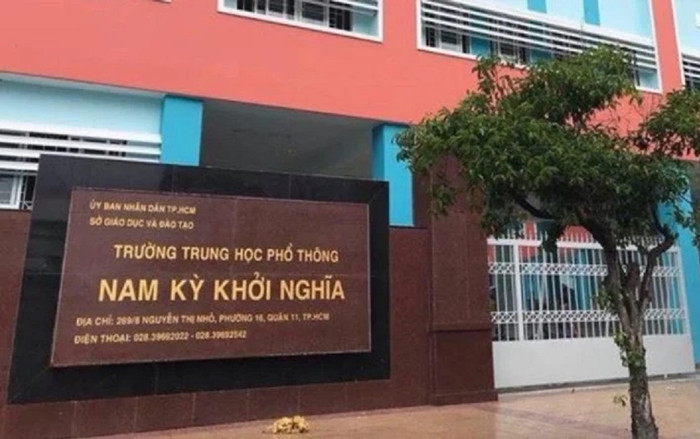 ỦY BAN NHÂN DÂN TP.HCM
SỞ GIÁO DỤC VÀ ĐÀO TẠO
TRƯỜNG TRUNG HỌC PHỔ THÔNG
NAM KỲ KHỞI NGHĨA
ĐỊA CHỈ: 269/8 NGUYỄN THỊ NHỎ, PHƯỜNG 16, QUẬN 11, TP.HCM
ĐIỆN THOẠI: 028.39662022 - 028.39692542